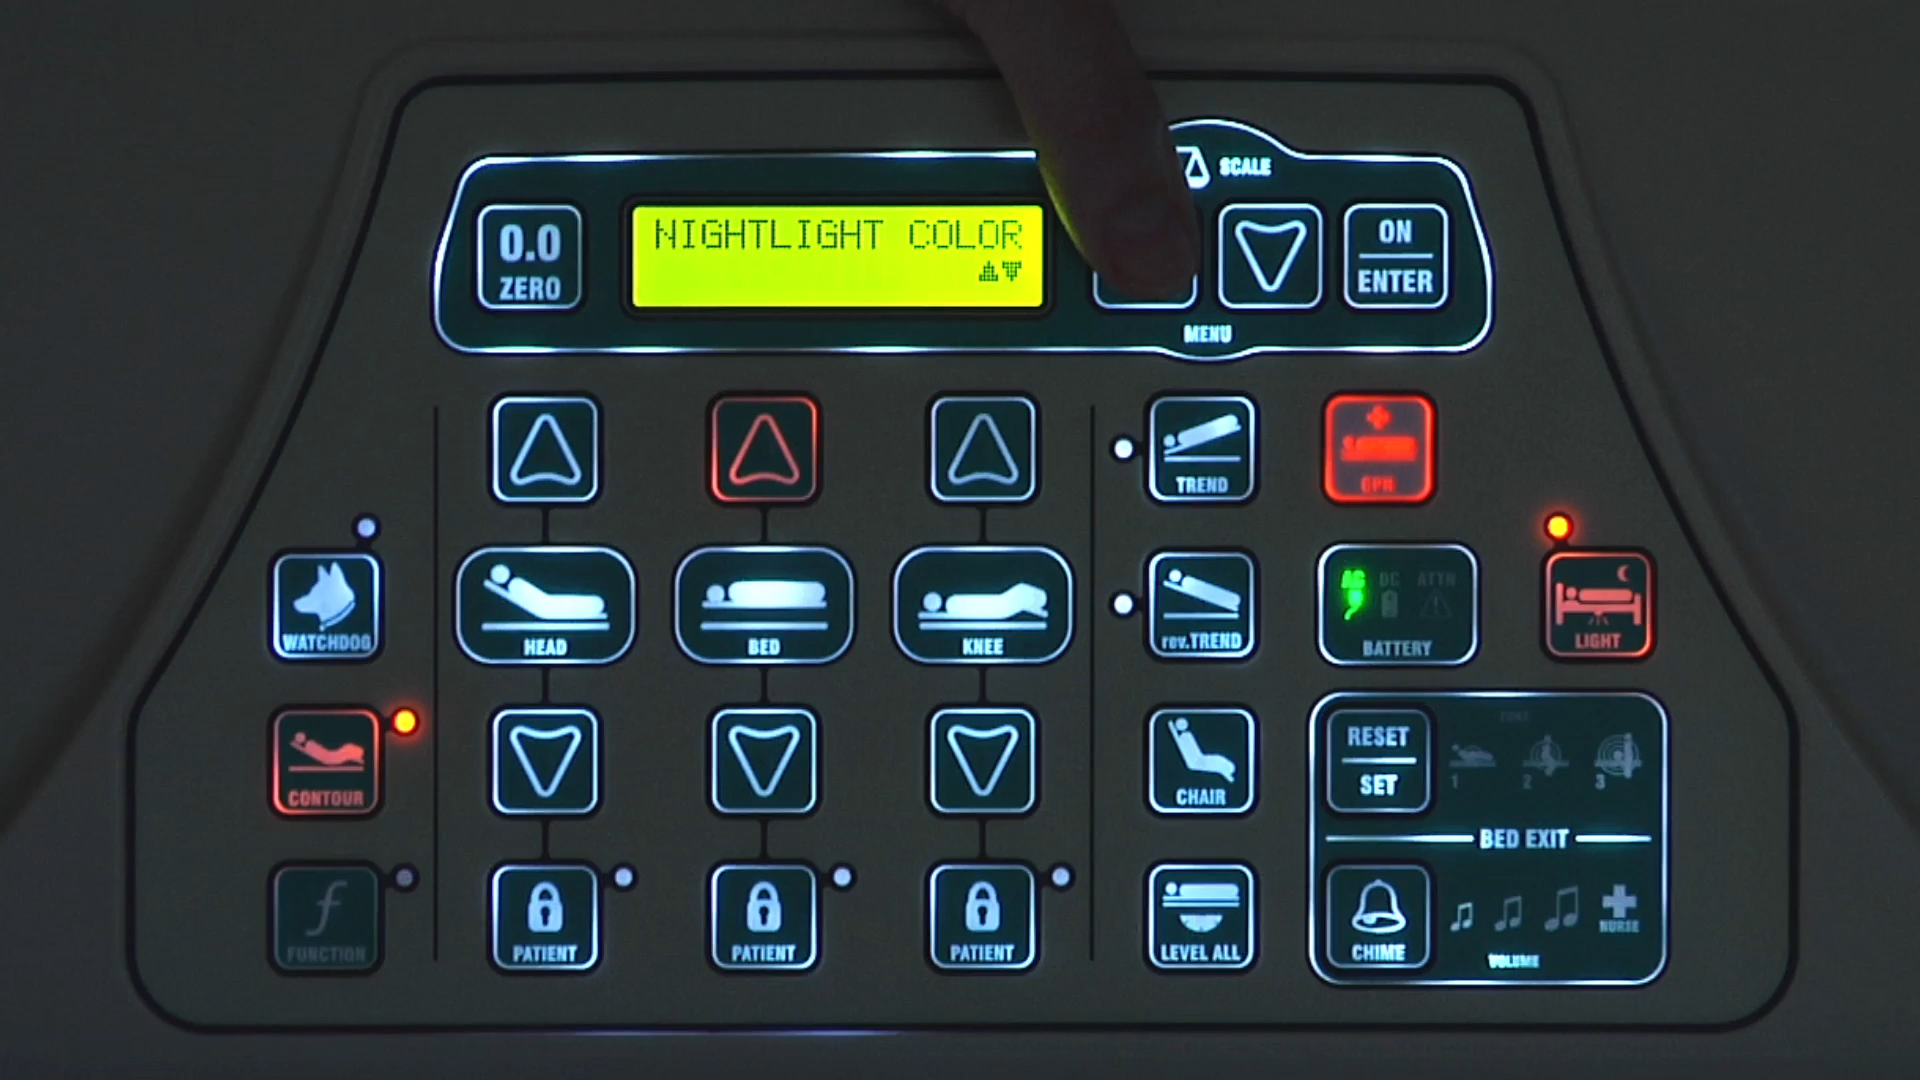 SCALE
0.0
ZERO
NIGHTLIGHT COLOR
ON
ENTER
MENU
TREND
CPR
WATCHDOG
HEAD
BED
KNEE
rev.TREND
AC DC ATTN
BATTERY
LIGHT
CONTOUR
CHAIR
RESET
SET
ZONE
1 2 3
BED EXIT
f
FUNCTION
PATIENT
PATIENT
PATIENT
LEVEL ALL
CHIME
VOLUME
NURSE